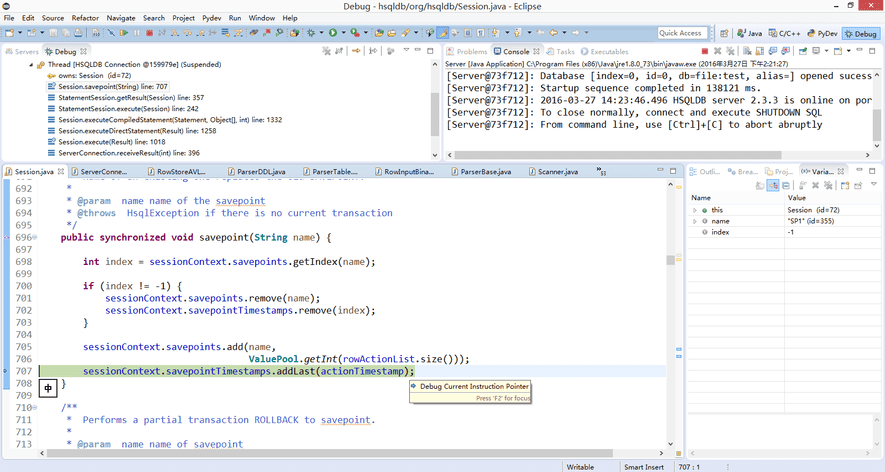 Debug - hsqldb/org/hsqldb/Session.java - Eclipse
File Edit Source Refactor Navigate Search Project Pydev Run Window Help
Quick Access Java C/C++ PyDev Debug
Servers Debug
Thread [HSQLDB Connection @159979e] (Suspended)
owns: Session (id=72)
Session.savepoint(String) line: 707
StatementSession.getResult(Session) line: 357
StatementSession.execute(Session) line: 242
Session.executeCompiledStatement(Statement, Object[], int) line: 1332
Session.executeDirectStatement(Result) line: 1258
Session.execute(Result) line: 1018
ServerConnection.receiveResult(int) line: 396
Problems Console Tasks Executables
Server [Java Application] C:\Program Files\Java\jre1.8.0_73\bin\javaw.exe (2016年3月27日 下午2:21:27)
[Server@73f712]: Database [index=0, id=0, db=file:test, alias=] opened sucess
[Server@73f712]: Startup sequence completed in 138121 ms.
[Server@73f712]: 2016-03-27 14:23:46.496 HSQLDB server 2.3.3 is online on por
[Server@73f712]: To close normally, connect and execute SHUTDOWN SQL
[Server@73f712]: From command line, use [Ctrl]+[C] to abort abruptly
Session.java ServerConne... RowStoreAVL... ParserDDL.java ParserTable... RowInputBina... ParserBase.java Scanner.java
692 *
693 * @param name name of the savepoint
694 * @throws HsqlException if there is no current transaction
695 */
696 public synchronized void savepoint(String name) {
697
698 int index = sessionContext.savepoints.getIndex(name);
699
700 if (index != -1) {
701 sessionContext.savepoints.remove(name);
702 sessionContext.savepointTimestamps.remove(index);
703 }
704
705 sessionContext.savepoints.add(name,
706 ValuePool.getInt(rowActionList.size()));
707 sessionContext.savepointTimestamps.addLast(actionTimestamp);
708 }
中
709
Debug Current Instruction Pointer
Press 'F2' for focus
710 /**
711 * Performs a partial transaction ROLLBACK to savepoint.
712 *
713 * @param name name of savepoint
Outli... Brea... Proj... Varia...
Name Value
this Session (id=72)
name "SP1" (id=355)
index -1
Writable Smart Insert 707 : 1